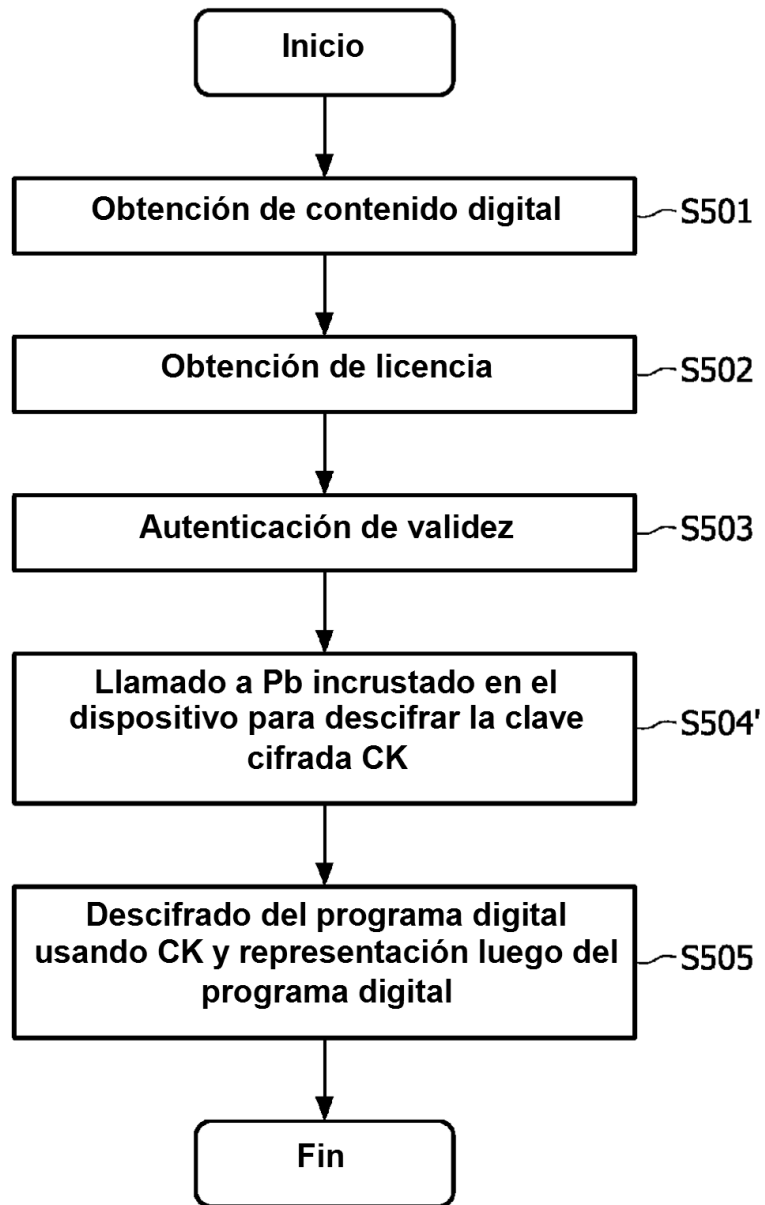 Inicio
Obtención de contenido digital
S501
Obtención de licencia
S502
Autenticación de validez
S503
Llamado a Pb incrustado en el
dispositivo para descifrar la clave
cifrada CK
S504'
Descifrado del programa digital
usando CK y representación luego del
programa digital
S505
Fin